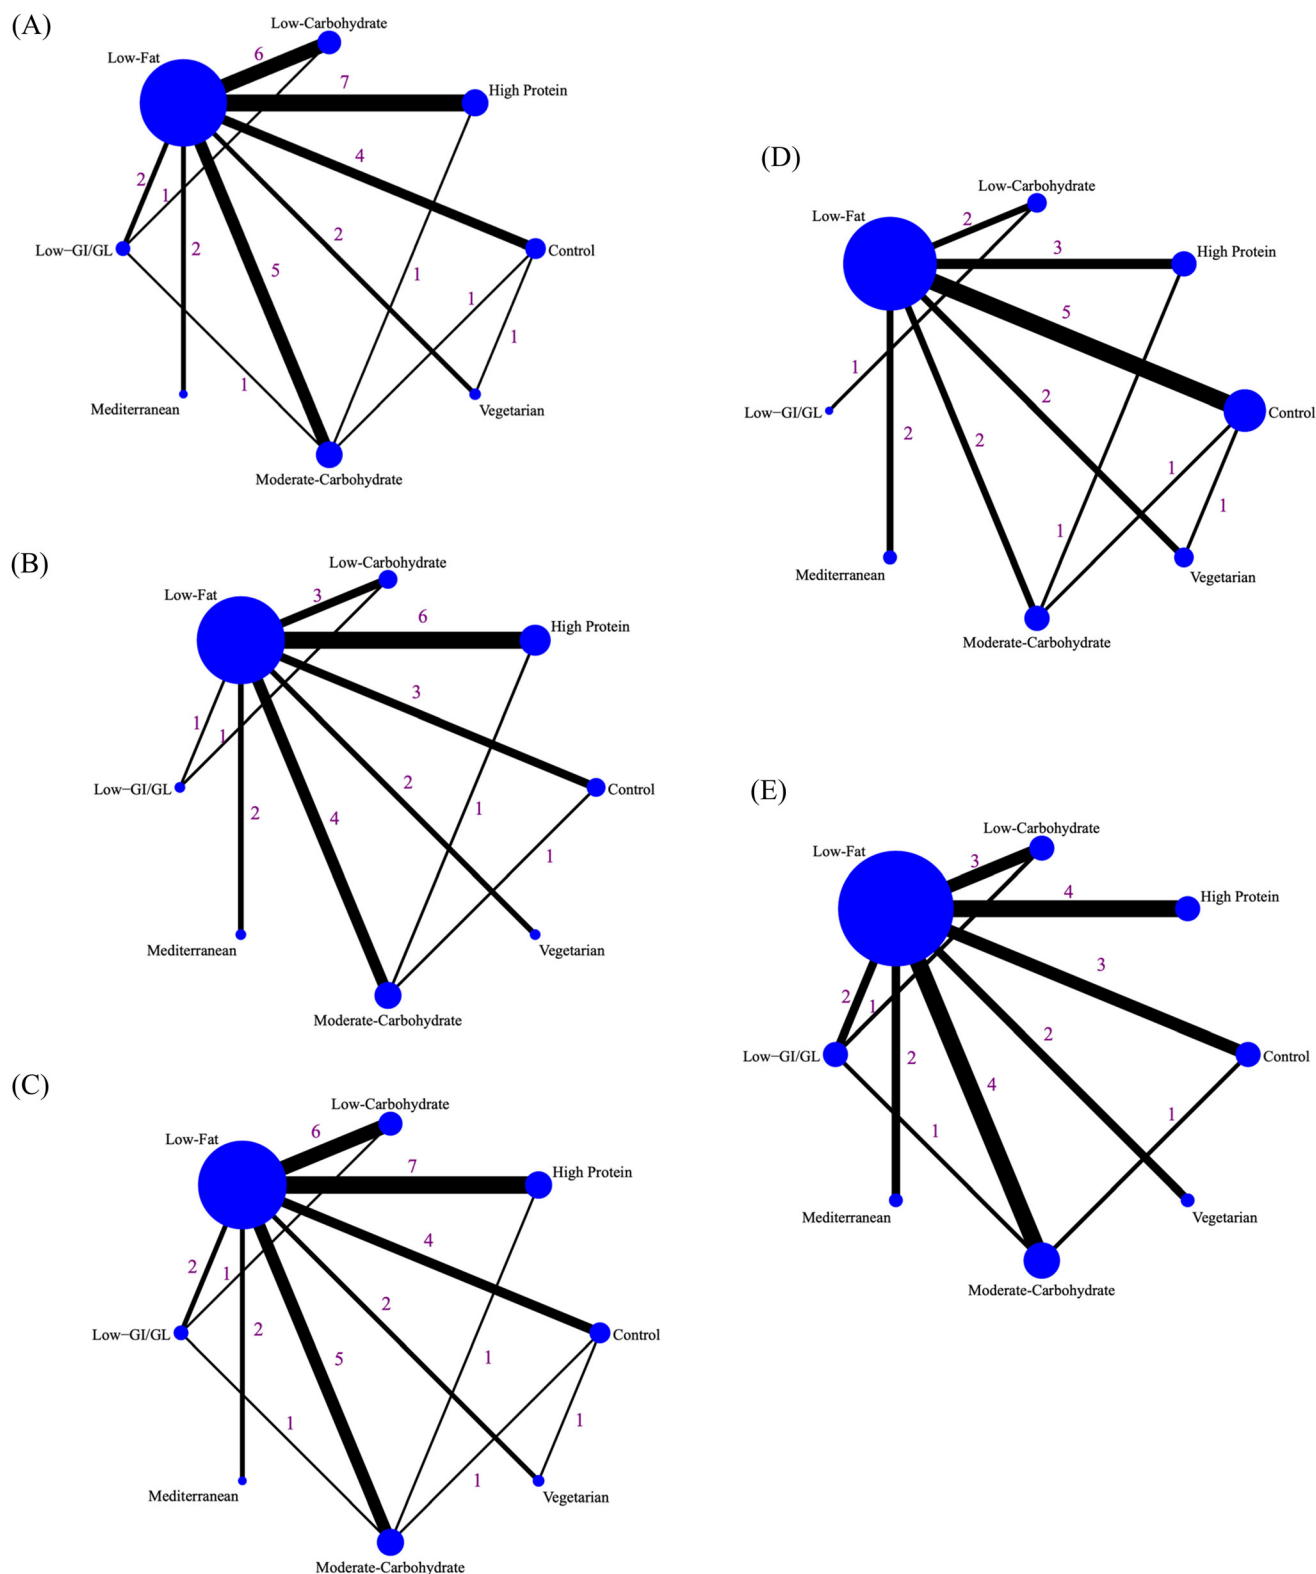 (A)
Low-Carbohydrate
Low-Fat
6
7
High Protein
4
2
1
2
Low−GI/GL
2
5
1
1
Control
1
1
Mediterranean
Vegetarian
Moderate-Carbohydrate
(B)
Low-Carbohydrate
Low-Fat
3
6
High Protein
3
1
1
2
Low−GI/GL
2
4
1
Control
1
Mediterranean
Vegetarian
Moderate-Carbohydrate
(C)
Low-Carbohydrate
Low-Fat
6
7
High Protein
4
2
1
2
Low−GI/GL
2
5
1
Control
1
1
1
Mediterranean
Vegetarian
Moderate-Carbohydrate
(D)
Low-Carbohydrate
Low-Fat
2
3
High Protein
5
1
2
Low−GI/GL
Control
2
2
1
1
1
Mediterranean
Vegetarian
Moderate-Carbohydrate
(E)
Low-Carbohydrate
Low-Fat
3
4
High Protein
3
2
1
2
Low−GI/GL
2
4
Control
1
1
Mediterranean
Vegetarian
Moderate-Carbohydrate